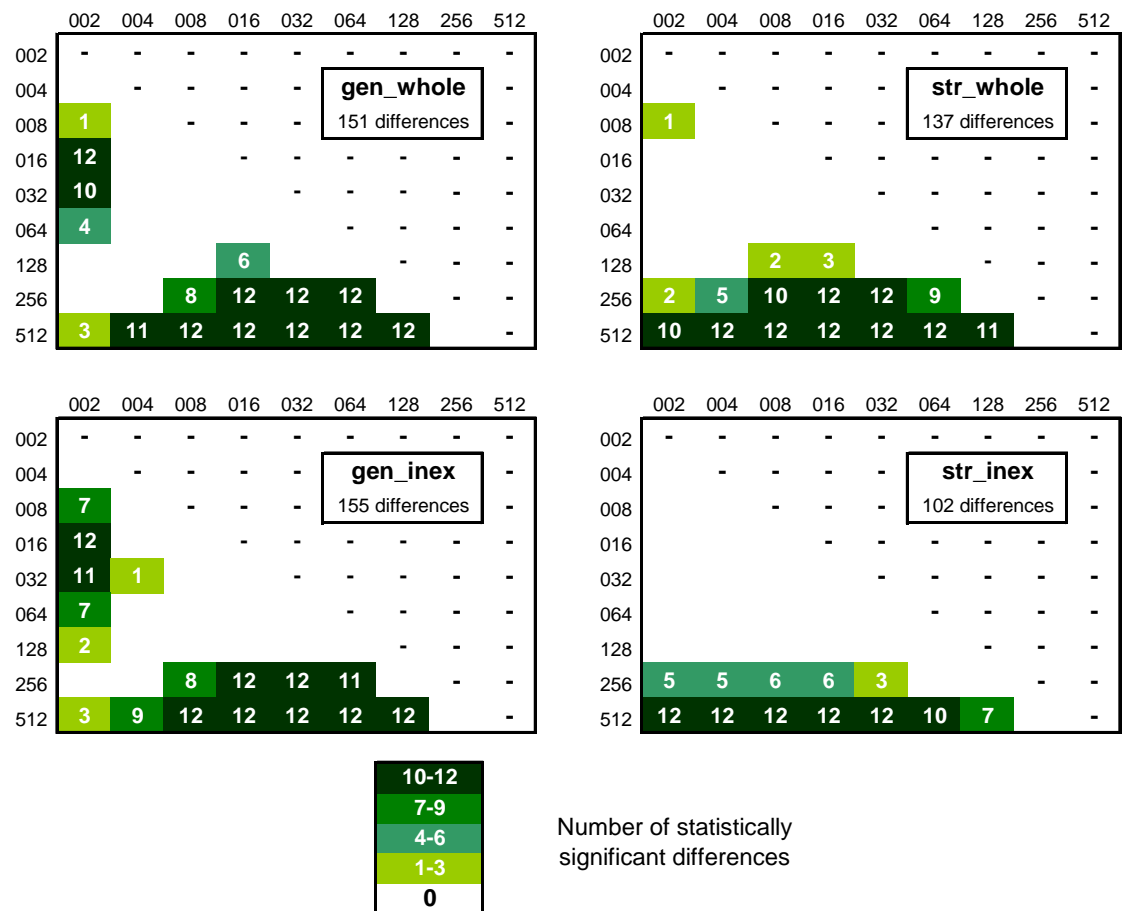 002 004 008 016 032 064 128 256 512
002 - - - - - - - - -
004 - - - - gen_whole -
008 1 - - - 151 differences -
016 12 - - - - - -
032 10 - - - - -
064 4 - - - -
128 6 - - -
256 8 12 12 12 - -
512 3 11 12 12 12 12 12 -
002 004 008 016 032 064 128 256 512
002 - - - - - - - - -
004 - - - - str_whole -
008 1 - - - 137 differences -
016 - - - - - -
032 - - - - -
064 - - - -
128 2 3 - - -
256 2 5 10 12 12 9 - -
512 10 12 12 12 12 12 11 -
002 004 008 016 032 064 128 256 512
002 - - - - - - - - -
004 - - - - gen_inex -
008 7 - - - 155 differences -
016 12 - - - - - -
032 11 1 - - - - -
064 7 - - - -
128 2 - - -
256 8 12 12 11 - -
512 3 9 12 12 12 12 12 -
002 004 008 016 032 064 128 256 512
002 - - - - - - - - -
004 - - - - str_inex -
008 - - - 102 differences -
016 - - - - - -
032 - - - - -
064 - - - -
128 - - -
256 5 5 6 6 3 - -
512 12 12 12 12 12 10 7 -
10-12
7-9
4-6
1-3
0
Number of statistically
significant differences